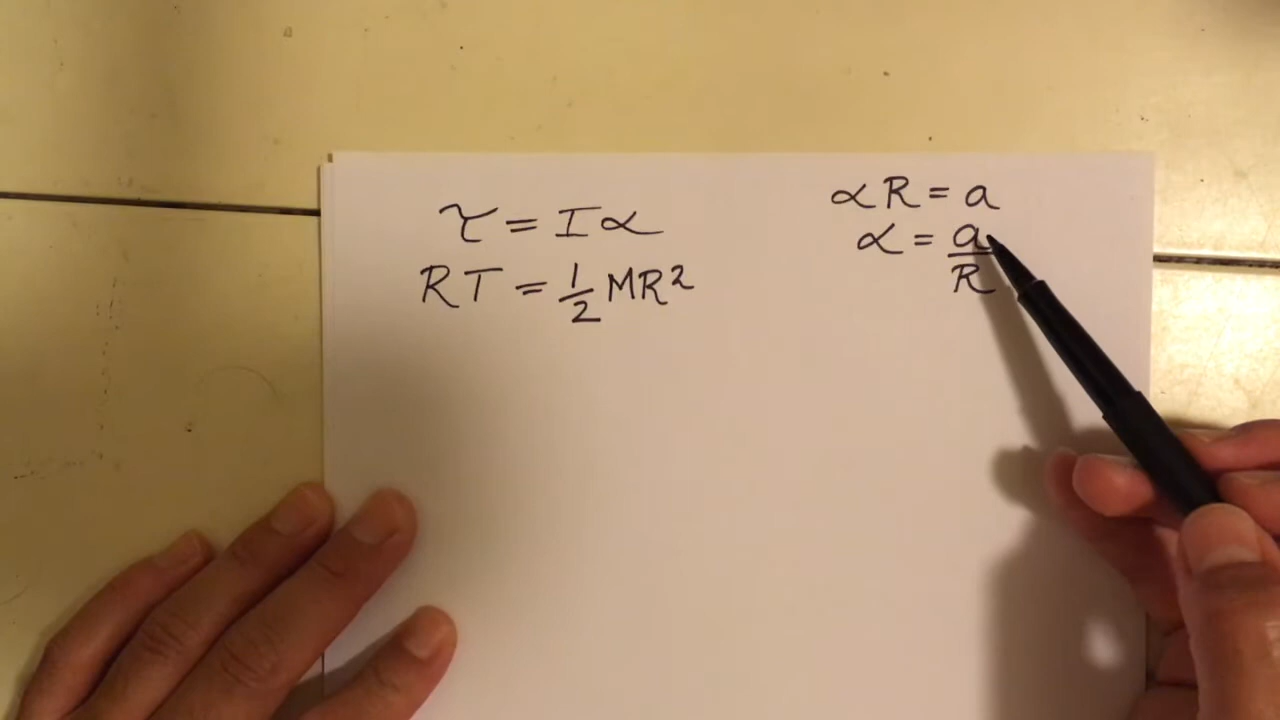 τ = Iα
RT = 1/2 MR²
αR = a
α = a/R